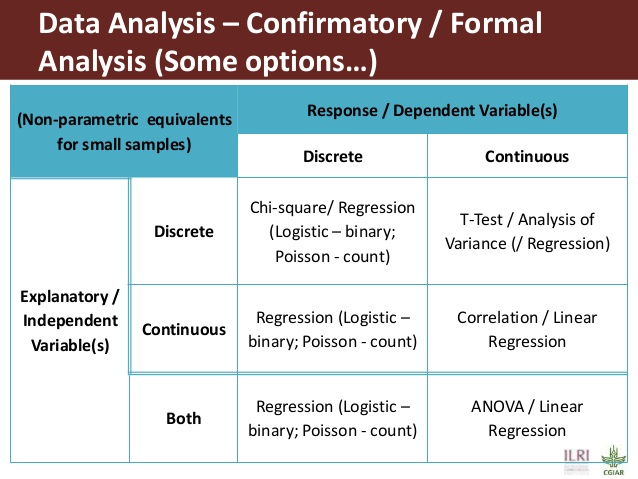 Data Analysis – Confirmatory / Formal
Analysis (Some options…)
(Non-parametric equivalents
for small samples)
Response / Dependent Variable(s)
Discrete
Continuous
Explanatory /
Independent
Variable(s)
Discrete
Chi-square/ Regression
(Logistic – binary;
Poisson - count)
T-Test / Analysis of
Variance (/ Regression)
Continuous
Regression (Logistic –
binary; Poisson - count)
Correlation / Linear
Regression
Both
Regression (Logistic –
binary; Poisson - count)
ANOVA / Linear
Regression
ILRI
CGIAR